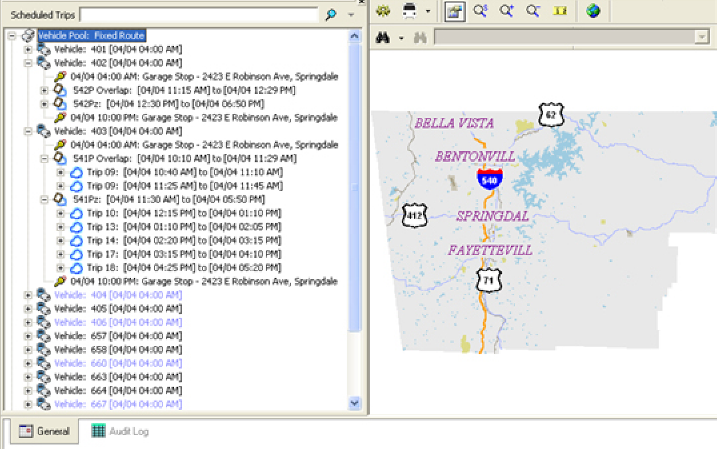 Scheduled Trips
Vehicle Pool: Fixed Route
Vehicle: 401 [04/04 04:00 AM]
Vehicle: 402 [04/04 04:00 AM]
04/04 04:00 AM: Garage Stop - 2423 E Robinson Ave, Springdale
542P Overlap: [04/04 11:15 AM] to [04/04 12:29 PM]
542Pz: [04/04 12:30 PM] to [04/04 06:50 PM]
04/04 10:00 PM: Garage Stop - 2423 E Robinson Ave, Springdale
Vehicle: 403 [04/04 04:00 AM]
04/04 04:00 AM: Garage Stop - 2423 E Robinson Ave, Springdale
541P Overlap: [04/04 10:10 AM] to [04/04 11:29 AM]
Trip 09: [04/04 10:40 AM] to [04/04 11:10 AM]
Trip 09: [04/04 11:25 AM] to [04/04 11:45 AM]
541Pz: [04/04 11:30 AM] to [04/04 05:50 PM]
Trip 10: [04/04 12:15 PM] to [04/04 01:10 PM]
Trip 13: [04/04 01:10 PM] to [04/04 02:05 PM]
Trip 14: [04/04 02:20 PM] to [04/04 03:15 PM]
Trip 17: [04/04 03:15 PM] to [04/04 04:10 PM]
Trip 18: [04/04 04:25 PM] to [04/04 05:20 PM]
04/04 10:00 PM: Garage Stop - 2423 E Robinson Ave, Springdale
Vehicle: 404 [04/04 04:00 AM]
Vehicle: 405 [04/04 04:00 AM]
Vehicle: 406 [04/04 04:00 AM]
Vehicle: 657 [04/04 04:00 AM]
Vehicle: 658 [04/04 04:00 AM]
Vehicle: 660 [04/04 04:00 AM]
Vehicle: 663 [04/04 04:00 AM]
Vehicle: 664 [04/04 04:00 AM]
Vehicle: 667 [04/04 04:00 AM]
General
Audit Log
62
BELLA VISTA
BENTONVILL
540
412
SPRINGDAL
FAYETTEVILL
71